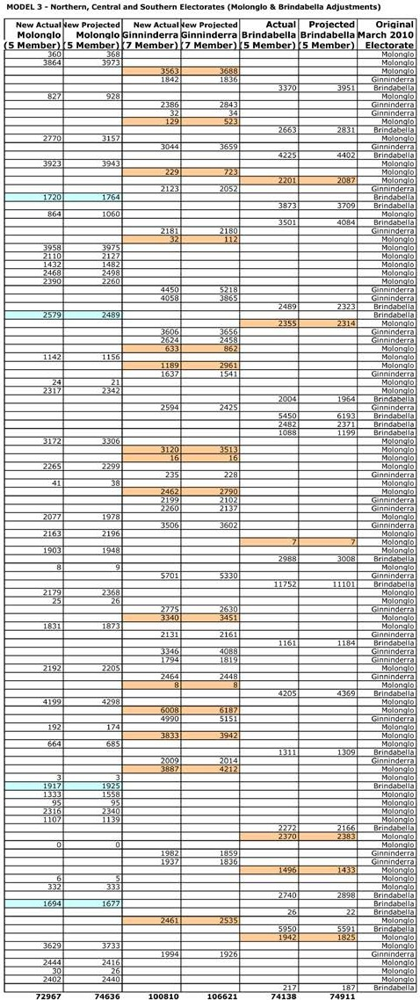 MODEL 3 - Northern, Central and Southern Electorates (Molonglo & Brindabella Adjustments)
New Actual New Projected New Actual New Projected Actual Projected Original
Molonglo Molonglo Ginninderra Ginninderra Brindabella Brindabella March 2010
(5 Member) (5 Member) (7 Member) (7 Member) (5 Member) (5 Member) Electorate
360 368 Molonglo
3864 3973 Molonglo
3563 3688 Molonglo
1842 1836 Ginninderra
3370 3951 Brindabella
827 928 Molonglo
2386 2843 Ginninderra
32 34 Ginninderra
129 523 Molonglo
2663 2831 Brindabella
2770 3157 Molonglo
3044 3659 Ginninderra
4225 4402 Brindabella
3923 3943 Molonglo
229 723 Molonglo
2201 2087 Molonglo
2123 2052 Ginninderra
1720 1764 Brindabella
3873 3709 Brindabella
864 1060 Molonglo
3501 4084 Brindabella
2181 2180 Ginninderra
32 112 Molonglo
3958 3975 Molonglo
2110 2127 Molonglo
1432 1482 Molonglo
2468 2498 Molonglo
2390 2260 Molonglo
4450 5218 Ginninderra
4058 3865 Ginninderra
2489 2323 Brindabella
2579 2489 Brindabella
2355 2314 Molonglo
3606 3656 Ginninderra
2624 2458 Ginninderra
633 862 Molonglo
1142 1156 Molonglo
1189 2961 Molonglo
1637 1541 Ginninderra
24 21 Molonglo
2317 2342 Molonglo
2004 1964 Brindabella
2594 2425 Ginninderra
5450 6193 Brindabella
2482 2371 Brindabella
1088 1199 Brindabella
3172 3306 Molonglo
3120 3513 Molonglo
16 16 Molonglo
2265 2299 Molonglo
235 228 Ginninderra
41 38 Molonglo
2462 2790 Molonglo
2199 2102 Ginninderra
2260 2137 Ginninderra
2077 1978 Molonglo
3506 3602 Ginninderra
2163 2196 Molonglo
7 7 Molonglo
1903 1948 Molonglo
2988 3008 Brindabella
8 9 Molonglo
5701 5330 Ginninderra
11752 11101 Brindabella
2179 2368 Molonglo
25 26 Molonglo
2775 2630 Ginninderra
3340 3451 Molonglo
1831 1873 Molonglo
2131 2161 Ginninderra
1161 1184 Brindabella
3346 4088 Ginninderra
1794 1819 Ginninderra
2192 2205 Molonglo
2464 2448 Ginninderra
8 8 Molonglo
4205 4369 Brindabella
4199 4298 Molonglo
6008 6187 Molonglo
4990 5151 Ginninderra
192 174 Molonglo
3833 3942 Molonglo
664 685 Molonglo
1311 1309 Brindabella
2009 2014 Ginninderra
3887 4212 Molonglo
3 3 Molonglo
1917 1925 Brindabella
1333 1558 Molonglo
95 95 Molonglo
2316 2340 Molonglo
1107 1139 Molonglo
2272 2166 Brindabella
2370 2383 Molonglo
0 0 Molonglo
1982 1859 Ginninderra
1937 1836 Ginninderra
1496 1433 Molonglo
6 5 Molonglo
332 333 Molonglo
2740 2898 Brindabella
1694 1677 Brindabella
26 22 Brindabella
2461 2535 Molonglo
5950 5591 Brindabella
1942 1825 Molonglo
3629 3733 Molonglo
1994 1926 Ginninderra
2444 2416 Molonglo
30 26 Molonglo
2402 2440 Molonglo
217 187 Brindabella
72967 74636 100810 106621 74138 74911